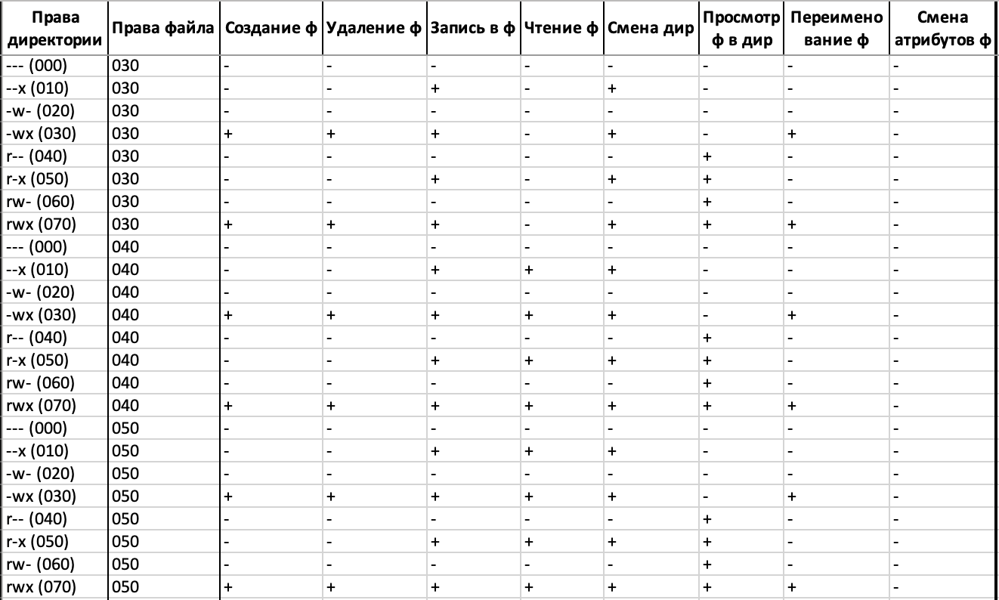 Права директории Права файла Создание ф Удаление ф Запись в ф Чтение ф Смена дир Просмотр ф в дир Переимено вание ф Смена атрибутов ф
--- (000) 030 - - - - - - - -
--x (010) 030 - - + - + - - -
-w- (020) 030 - - - - - - - -
-wx (030) 030 + + + - + - + -
r-- (040) 030 - - - - - + - -
r-x (050) 030 - - + - + + - -
rw- (060) 030 - - - - - + - -
rwx (070) 030 + + + - + + + -
--- (000) 040 - - - - - - - -
--x (010) 040 - - + + + - - -
-w- (020) 040 - - - - - - - -
-wx (030) 040 + + + + + - + -
r-- (040) 040 - - - - - + - -
r-x (050) 040 - - + + + + - -
rw- (060) 040 - - - - - + - -
rwx (070) 040 + + + + + + + -
--- (000) 050 - - - - - - - -
--x (010) 050 - - + + + - - -
-w- (020) 050 - - - - - - - -
-wx (030) 050 + + + + + - + -
r-- (040) 050 - - - - - + - -
r-x (050) 050 - - + + + + - -
rw- (060) 050 - - - - - + - -
rwx (070) 050 + + + + + + + -